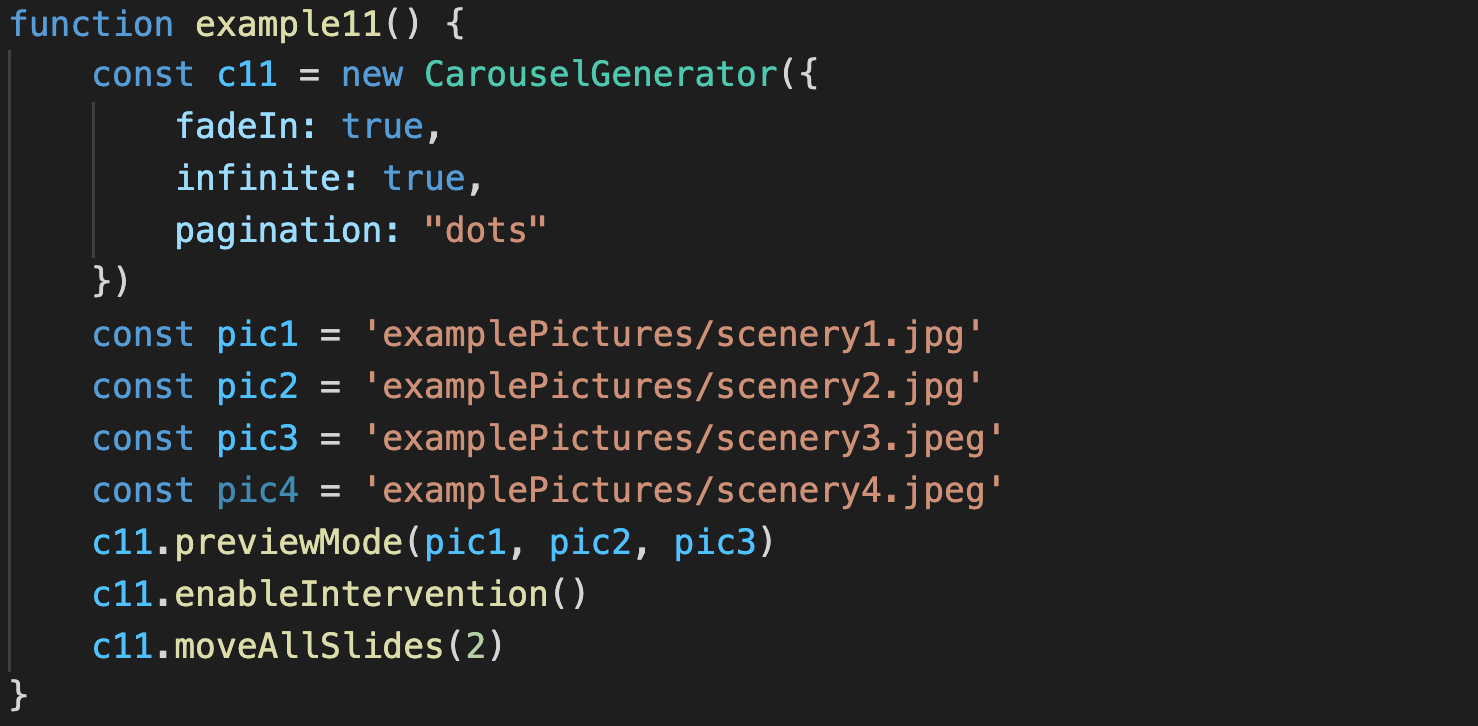 function example11() {
    const c11 = new CarouselGenerator({
        fadeIn: true,
        infinite: true,
        pagination: "dots"
    })
    const pic1 = 'examplePictures/scenery1.jpg'
    const pic2 = 'examplePictures/scenery2.jpg'
    const pic3 = 'examplePictures/scenery3.jpeg'
    const pic4 = 'examplePictures/scenery4.jpeg'
    c11.previewMode(pic1, pic2, pic3)
    c11.enableIntervention()
    c11.moveAllSlides(2)
}